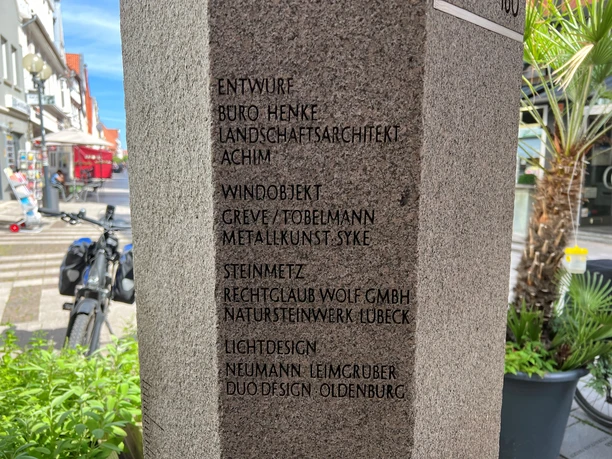 160
ENTWURF
BÜRO HENKE
LANDSCHAFTSARCHITEKT
ACHIM
WINDOBJEKT
GREVE/TOBELMANN
METALLKUNST SYKE
STEINMETZ
RECHTGLAUB WOLF GMBH
NATURSTEINWERK LÜBECK
LICHTDESIGN
NEUMANN LEIMGRUBER
DUO DESIGN OLDENBURG